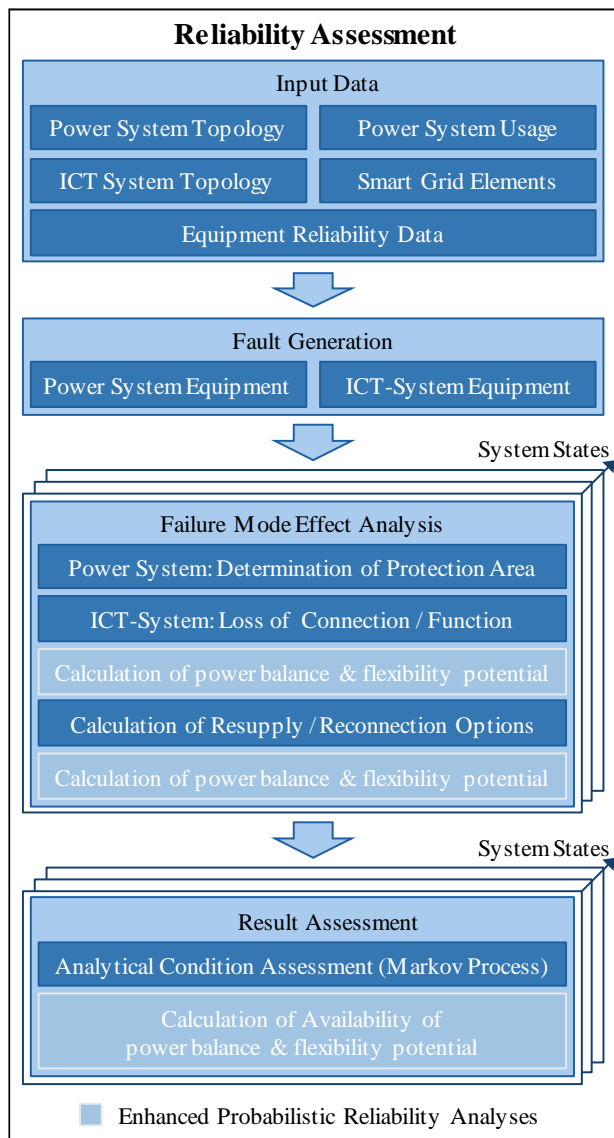 Reliability Assessment
Input Data
Power System Topology
Power System Usage
ICT System Topology
Smart Grid Elements
Equipment Reliability Data
Fault Generation
Power System Equipment
ICT-System Equipment
System States
Failure Mode Effect Analysis
Power System: Determination of Protection Area
ICT-System: Loss of Connection / Function
Calculation of power balance & flexibility potential
Calculation of Resupply / Reconnection Options
Calculation of power balance & flexibility potential
System States
Result Assessment
Analytical Condition Assessment (Markov Process)
Calculation of Availability of
power balance & flexibility potential
Enhanced Probabilistic Reliability Analyses